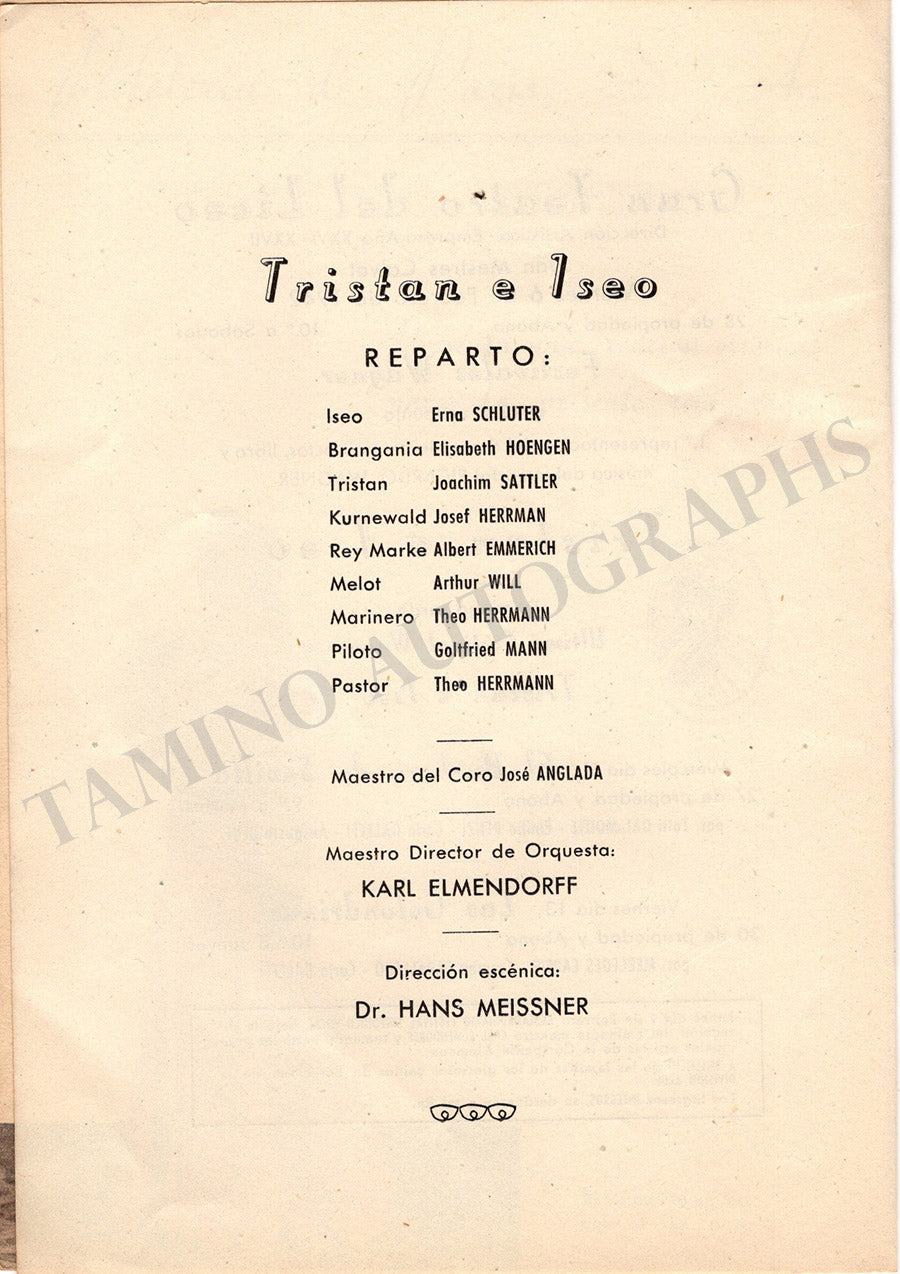 Tristan e Iseo
REPARTO:
Iseo Erna SCHLUTER
Brangania Elisabeth HOENGEN
Tristan Joachim SATTLER
Kurnewald Josef HERRMAN
Rey Marke Albert EMMERICH
Melot Arthur WILL
Marinero Theo HERRMANN
Piloto Goltfried MANN
Pastor Theo HERRMANN
Maestro del Coro José ANGLADA
Maestro Director de Orquesta:
KARL ELMENDORFF
Dirección escénica:
Dr. HANS MEISSNER
TAMINO AUTOGRAPHS